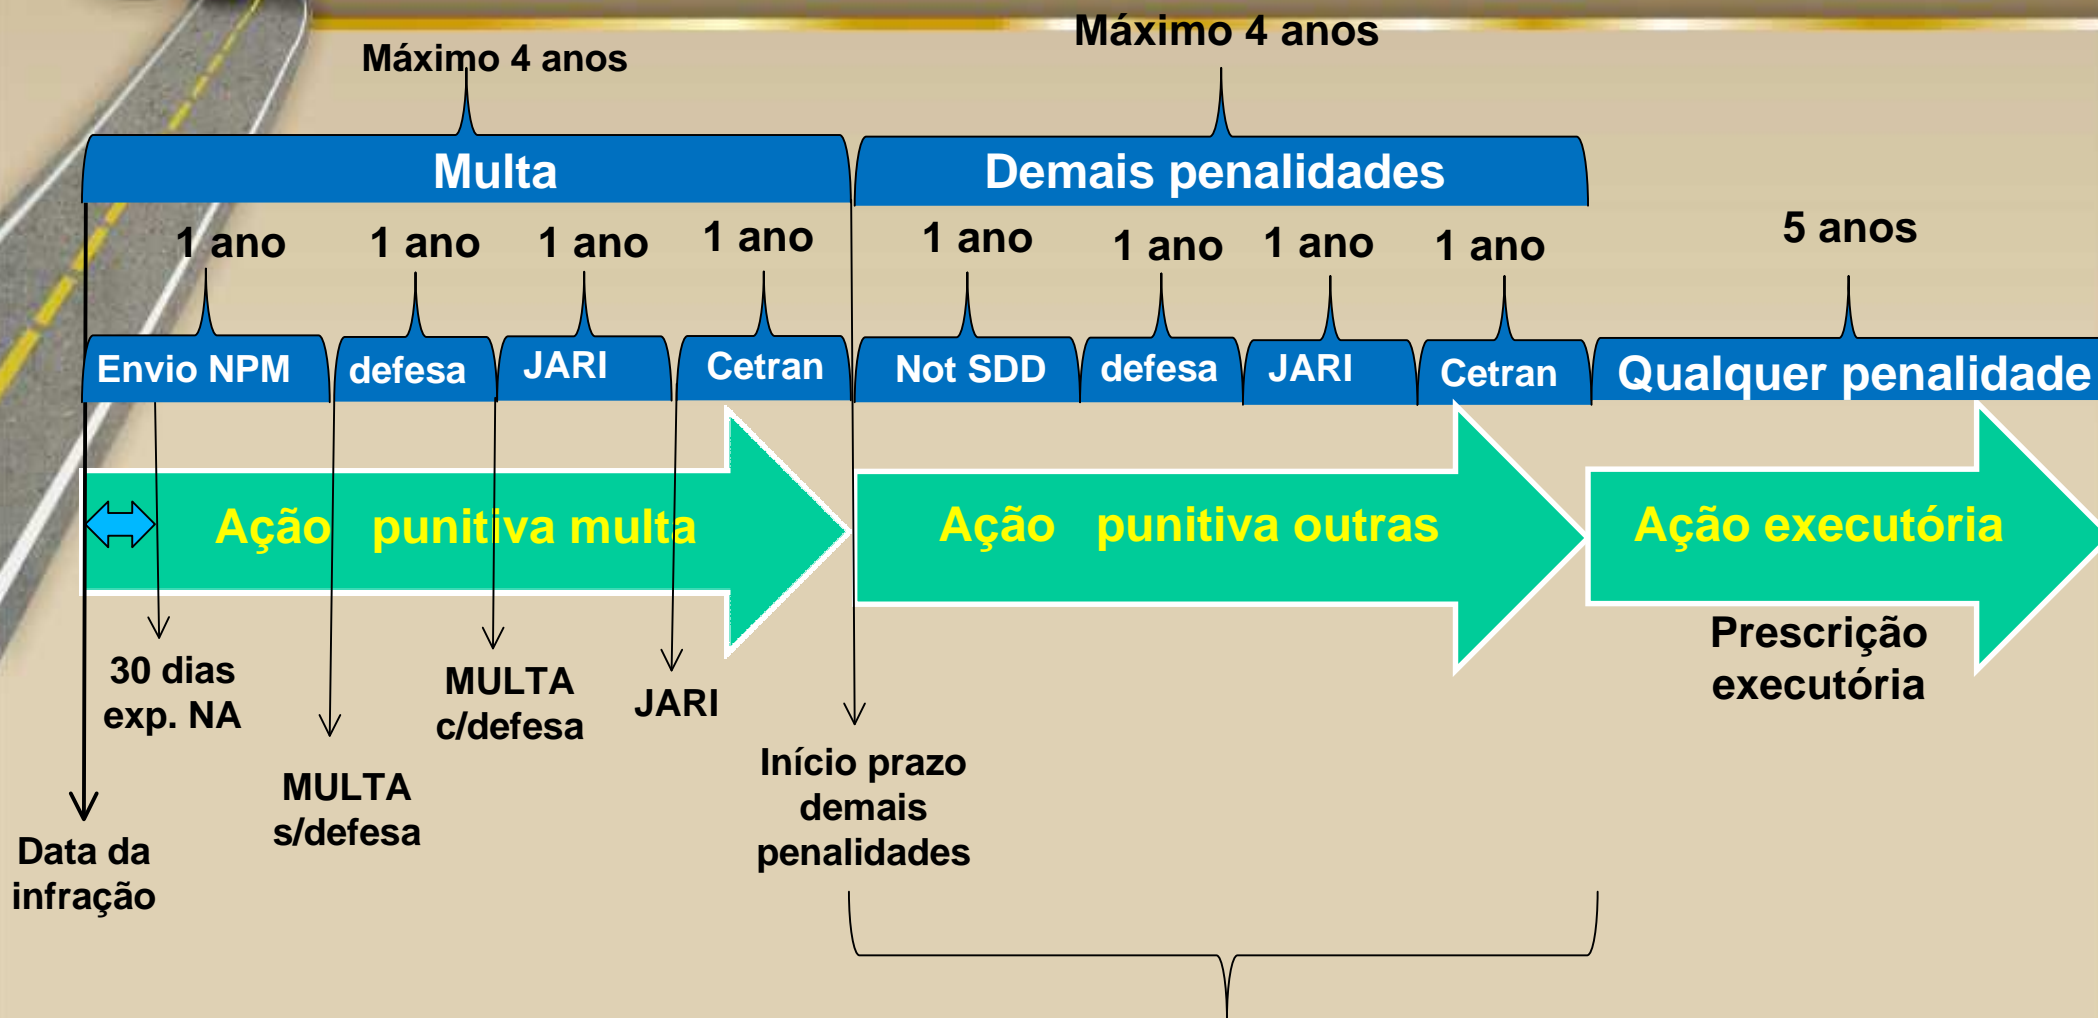 Máximo 4 anos
Máximo 4 anos
Multa
Demais penalidades
1 ano
1 ano
1 ano
1 ano
1 ano
1 ano
1 ano
1 ano
5 anos
Envio NPM
defesa
JARI
Cetran
Not SDD
defesa
JARI
Cetran
Qualquer penalidade
Ação punitiva multa
Ação punitiva outras
Ação executória
30 dias
exp. NA
MULTA
s/defesa
MULTA
c/defesa
JARI
Início prazo
demais
penalidades
Prescrição
executória
Data da
infração